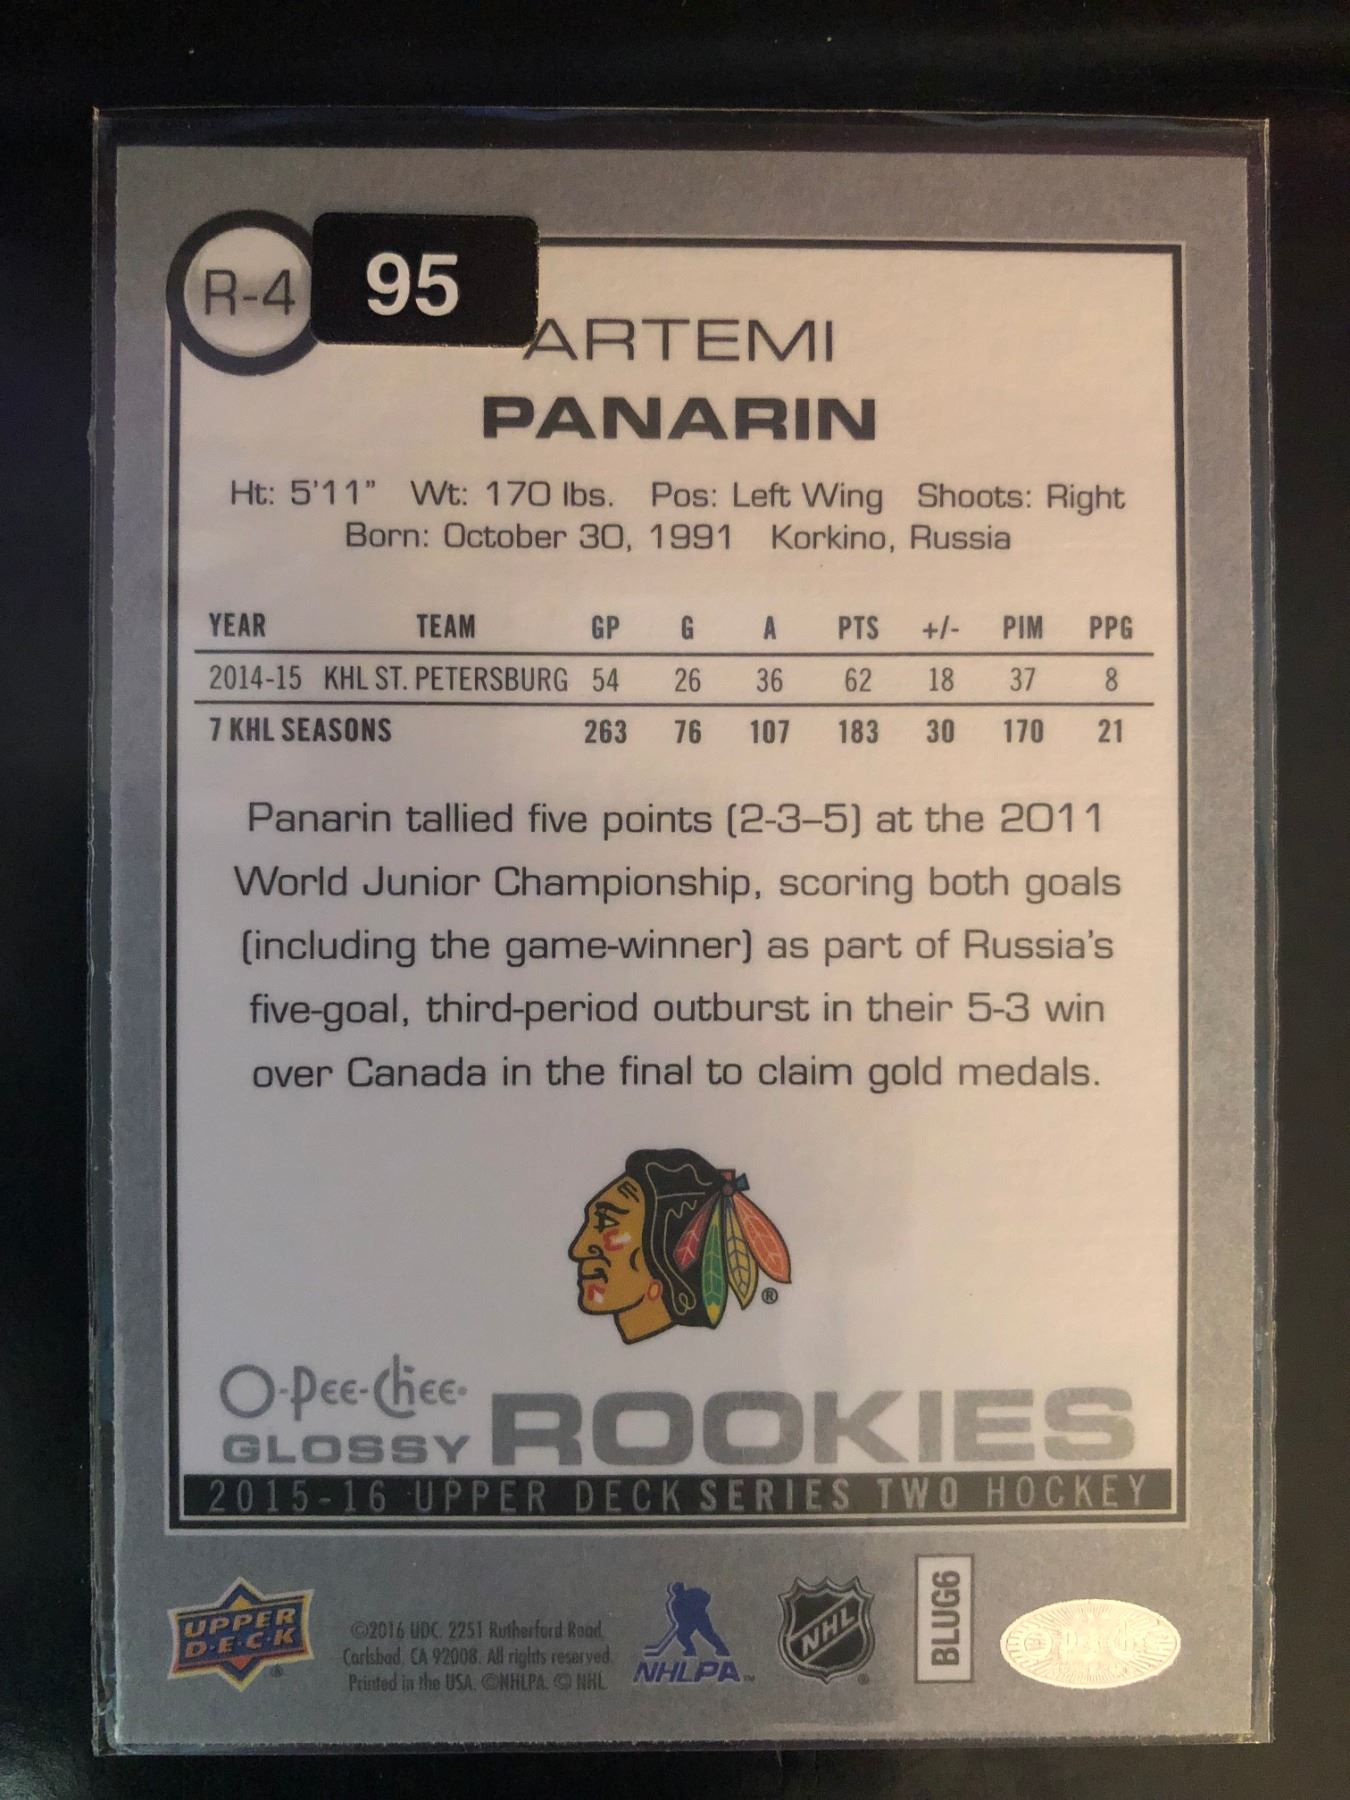 R-4
95
ARTEMI
PANARIN
Ht: 5'11" Wt: 170 lbs. Pos: Left Wing Shoots: Right
Born: October 30, 1991 Korkino, Russia
YEAR TEAM GP G A PTS +/- PIM PPG
2014-15 KHL ST. PETERSBURG 54 26 36 62 18 37 8
7 KHL SEASONS 263 76 107 183 30 170 21
Panarin tallied five points (2-3–5) at the 2011
World Junior Championship, scoring both goals
(including the game-winner) as part of Russia's
five-goal, third-period outburst in their 5-3 win
over Canada in the final to claim gold medals.
®
O-Pee-Chee®
GLOSSY ROOKIES
2015-16 UPPER DECK SERIES TWO HOCKEY
UPPER
D·E·C·K
®
©2016 UDC. 2251 Rutherford Road,
Carlsbad, CA 92008. All rights reserved.
Printed in the USA. ©NHLPA. © NHL
NHLPA™
NHL
®
BLUG6